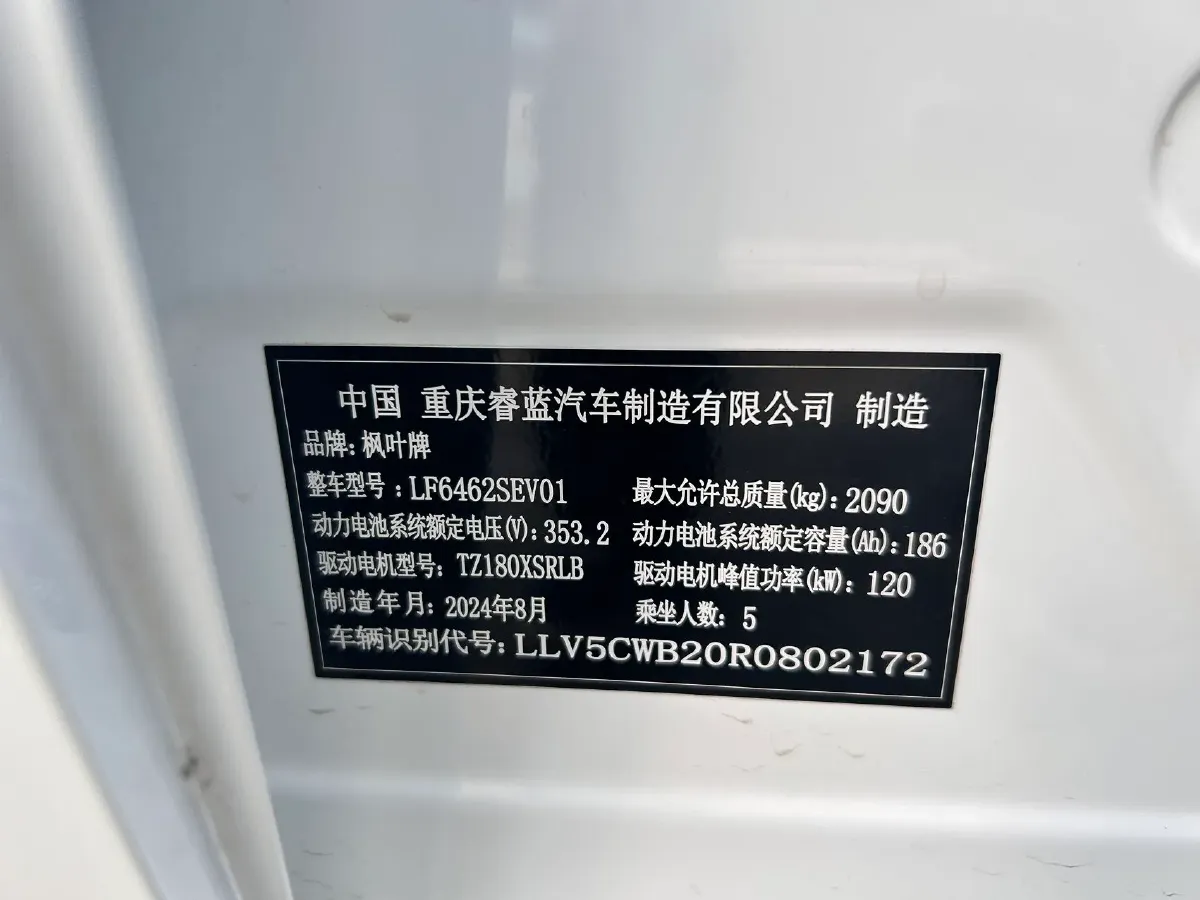 中国 重庆睿蓝汽车制造有限公司 制造
品牌：枫叶牌
整车型号：LF6462SEV01 最大允许总质量(kg)：2090
动力电池系统额定电压(V)：353.2 动力电池系统额定容量(Ah)：186
驱动电机型号：TZ180XSRLB 驱动电机峰值功率(kW)：120
制造年月：2024年8月 乘坐人数：5
车辆识别代号：LLV5CWB20R0802172